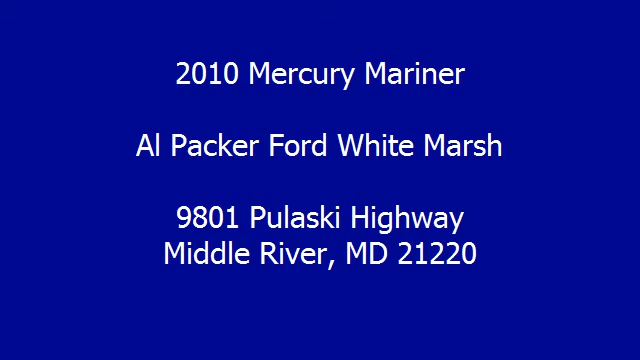 2010 Mercury Mariner
Al Packer Ford White Marsh
9801 Pulaski Highway
Middle River, MD 21220